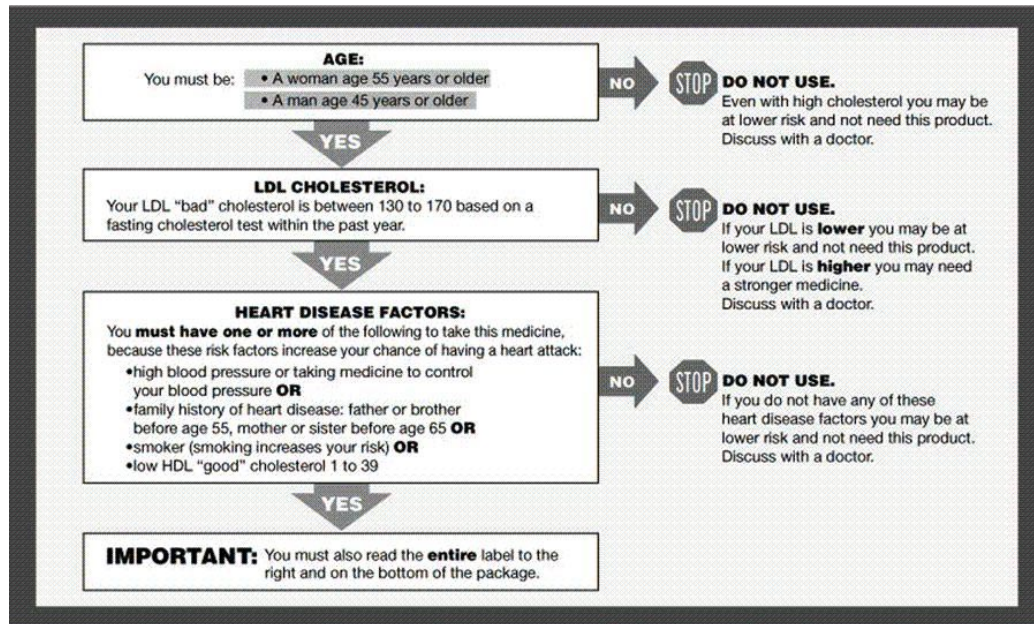 AGE:
You must be: • A woman age 55 years or older
• A man age 45 years or older
NO
STOP
DO NOT USE.
Even with high cholesterol you may be
at lower risk and not need this product.
Discuss with a doctor.
YES
LDL CHOLESTEROL:
Your LDL “bad” cholesterol is between 130 to 170 based on a
fasting cholesterol test within the past year.
NO
STOP
DO NOT USE.
If your LDL is lower you may be at
lower risk and not need this product.
If your LDL is higher you may need
a stronger medicine.
Discuss with a doctor.
YES
HEART DISEASE FACTORS:
You must have one or more of the following to take this medicine,
because these risk factors increase your chance of having a heart attack:
•high blood pressure or taking medicine to control
your blood pressure OR
•family history of heart disease: father or brother
before age 55, mother or sister before age 65 OR
•smoker (smoking increases your risk) OR
•low HDL “good” cholesterol 1 to 39
NO
STOP
DO NOT USE.
If you do not have any of these
heart disease factors you may be at
lower risk and not need this product.
Discuss with a doctor.
YES
IMPORTANT: You must also read the entire label to the
right and on the bottom of the package.